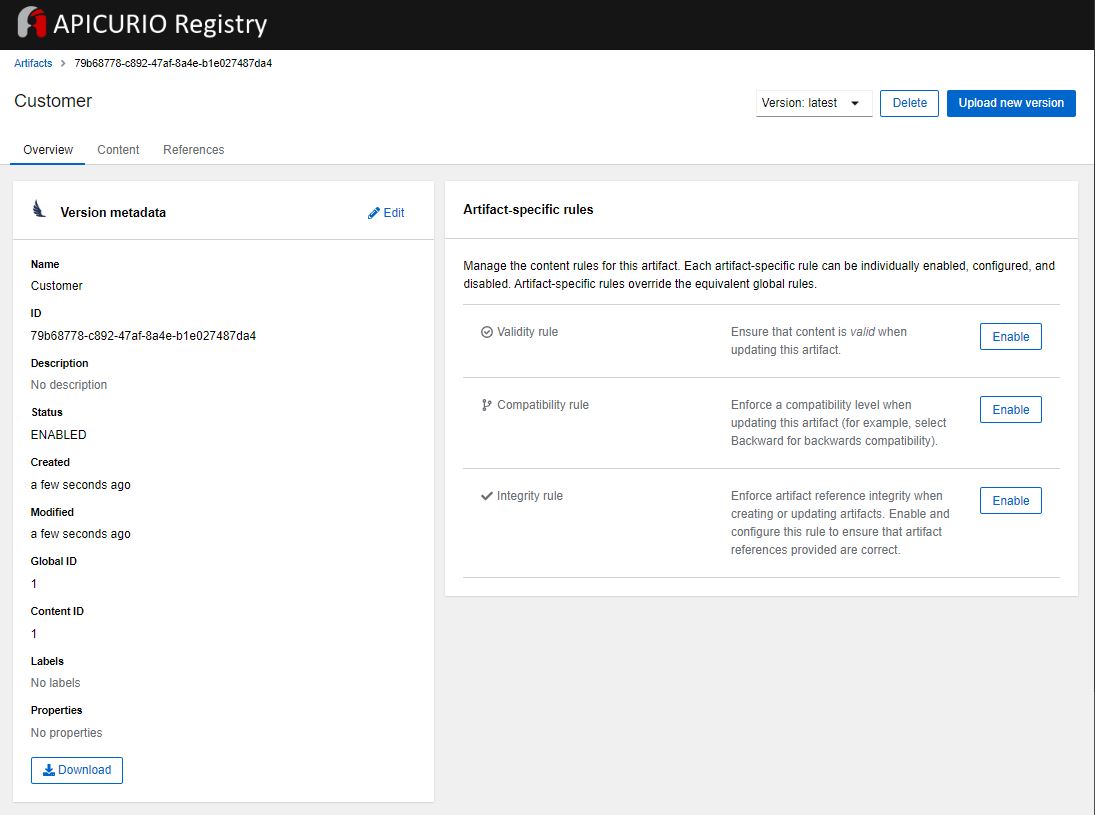 APICURIO Registry
Artifacts > 79b68778-c892-47af-8a4e-b1e027487da4
Customer
Version: latest
Delete
Upload new version
Overview
Content
References
Version metadata
Edit
Name
Customer
ID
79b68778-c892-47af-8a4e-b1e027487da4
Description
No description
Status
ENABLED
Created
a few seconds ago
Modified
a few seconds ago
Global ID
1
Content ID
1
Labels
No labels
Properties
No properties
Download
Artifact-specific rules
Manage the content rules for this artifact. Each artifact-specific rule can be individually enabled, configured, and
disabled. Artifact-specific rules override the equivalent global rules.
Validity rule
Ensure that content is valid when
updating this artifact.
Enable
Compatibility rule
Enforce a compatibility level when
updating this artifact (for example, select
Backward for backwards compatibility).
Enable
Integrity rule
Enforce artifact reference integrity when
creating or updating artifacts. Enable and
configure this rule to ensure that artifact
references provided are correct.
Enable